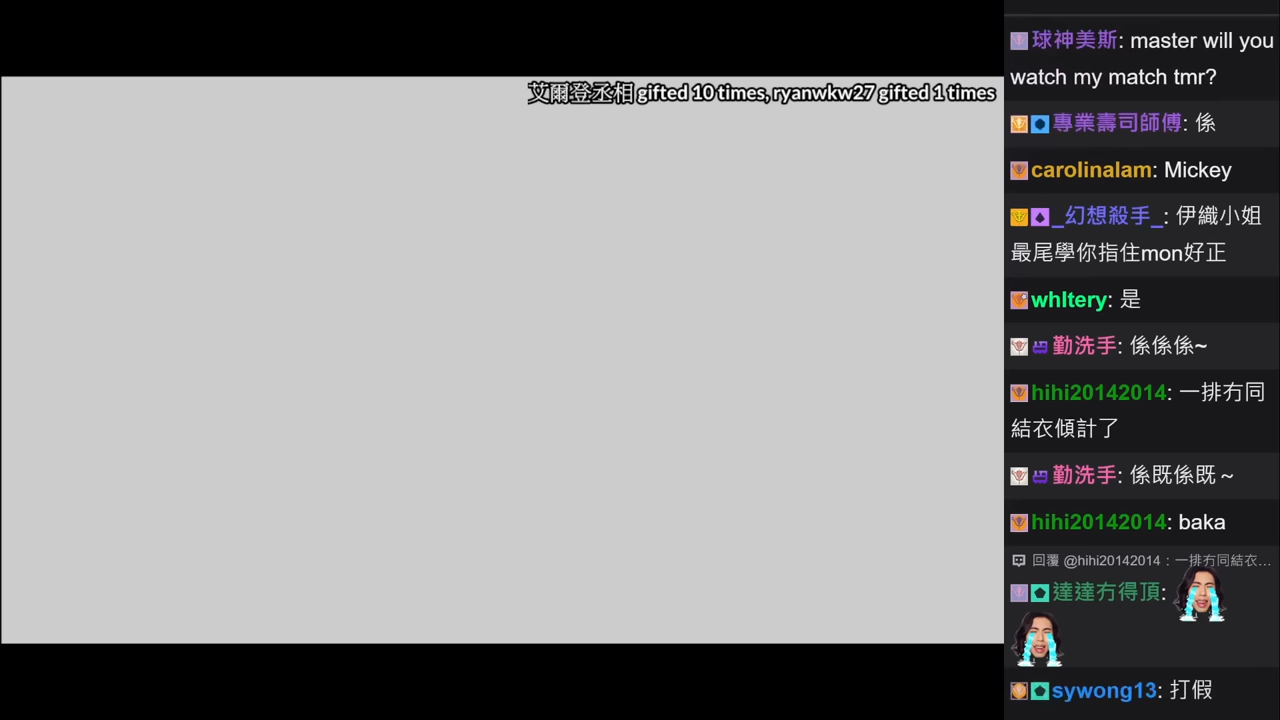 艾爾登丞相 gifted 10 times, ryanwkw27 gifted 1 times
球神美斯: master will you
watch my match tmr?
專業壽司師傅: 係
carolinalam: Mickey
_幻想殺手_: 伊織小姐
最尾學你指住mon好正
whltery: 是
勤洗手: 係係係~
hihi20142014: 一排冇同
結衣傾計了
勤洗手: 係既係既～
hihi20142014: baka
回覆 @hihi20142014：一排冇同結衣…
達達冇得頂:
sywong13: 打假